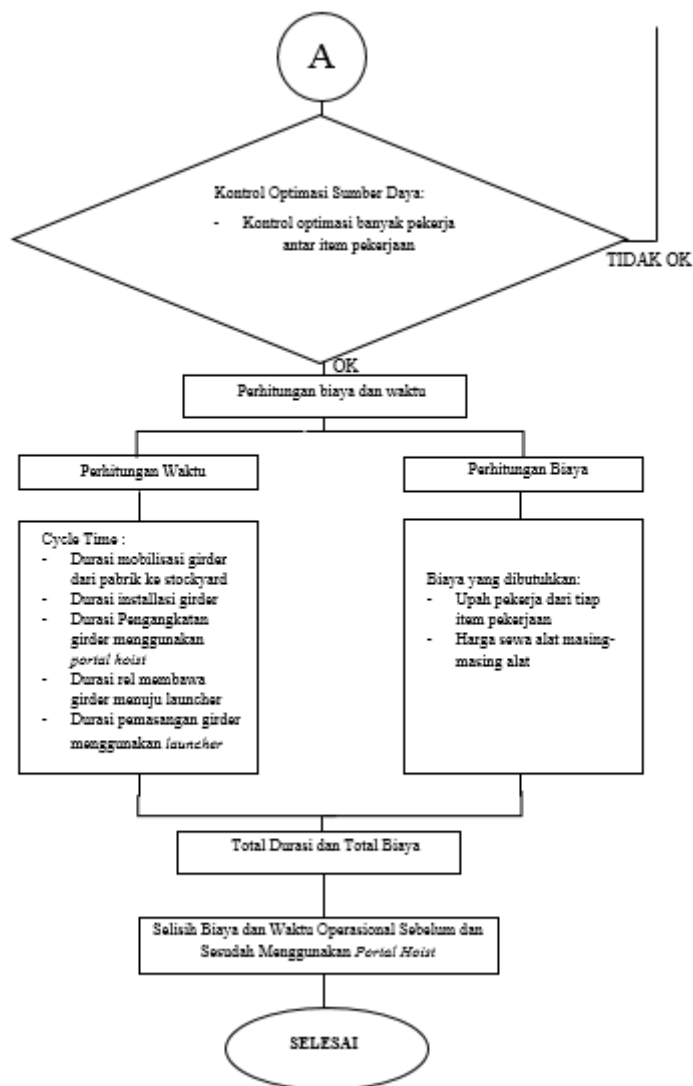 A
Kontrol Optimasi Sumber Daya:
- Kontrol optimasi banyak pekerja
antar item pekerjaan
TIDAK OK
OK
Perhitungan biaya dan waktu
Perhitungan Waktu
Perhitungan Biaya
Cycle Time :
- Durasi mobilisasi girder
dari pabrik ke stockyard
- Durasi installasi girder
- Durasi Pengangkatan
girder menggunakan
portal hoist
- Durasi rel membawa
girder menuju launcher
- Durasi pemasangan girder
menggunakan launcher
Biaya yang dibutuhkan:
- Upah pekerja dari tiap
item pekerjaan
- Harga sewa alat masing-
masing alat
Total Durasi dan Total Biaya
Selisih Biaya dan Waktu Operasional Sebelum dan
Sesudah Menggunakan Portal Hoist
SELESAI